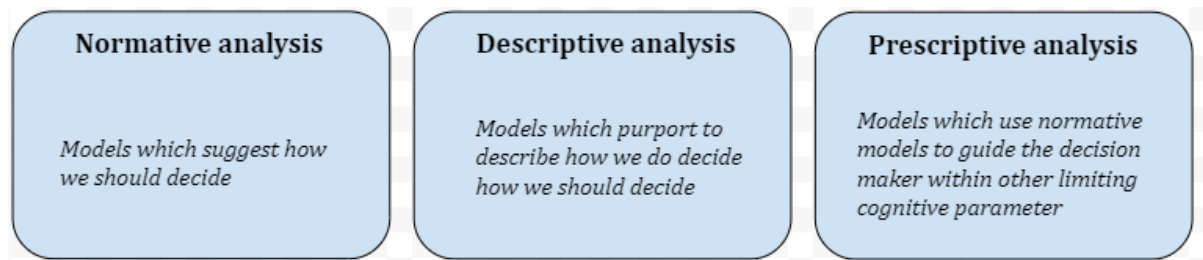 Normative analysis
Models which suggest how
we should decide
Descriptive analysis
Models which purport to
describe how we do decide
how we should decide
Prescriptive analysis
Models which use normative
models to guide the decision
maker within other limiting
cognitive parameter